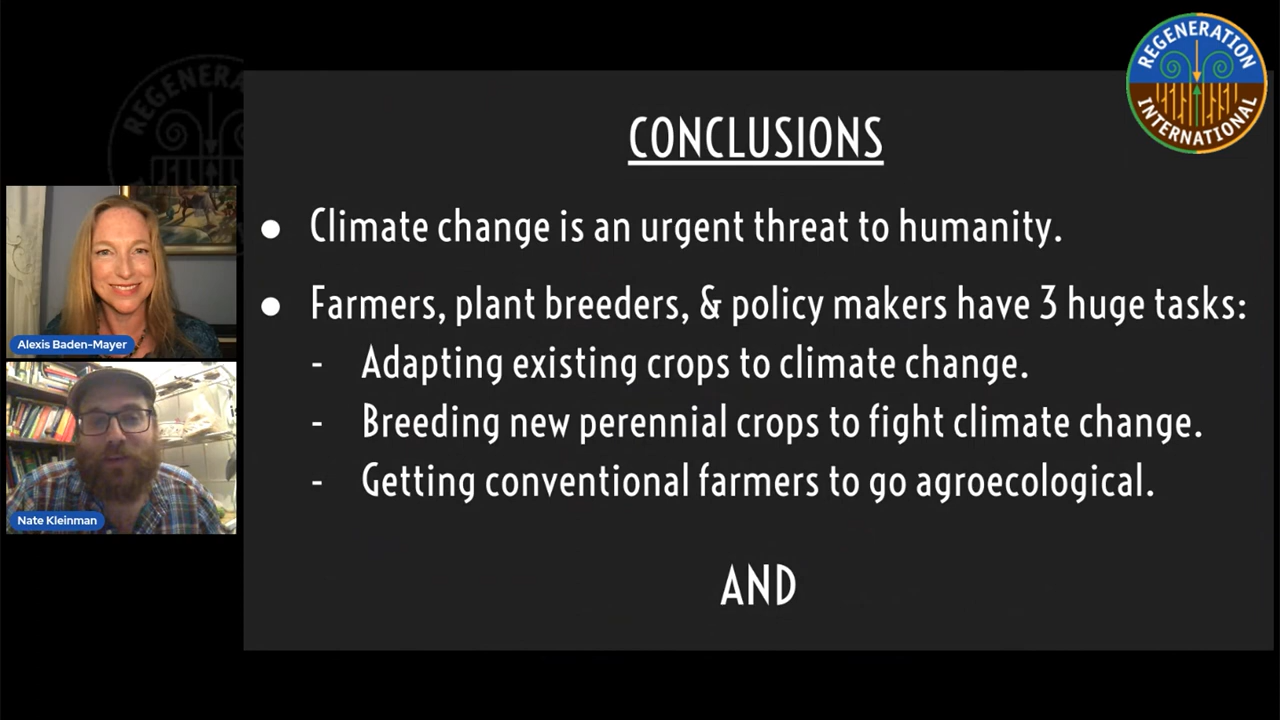 REGENERATION
INTERNATIONAL
REGENERA
CONCLUSIONS
● Climate change is an urgent threat to humanity.
● Farmers, plant breeders, & policy makers have 3 huge tasks:
- Adapting existing crops to climate change.
- Breeding new perennial crops to fight climate change.
- Getting conventional farmers to go agroecological.
AND
Alexis Baden-Mayer
Nate Kleinman